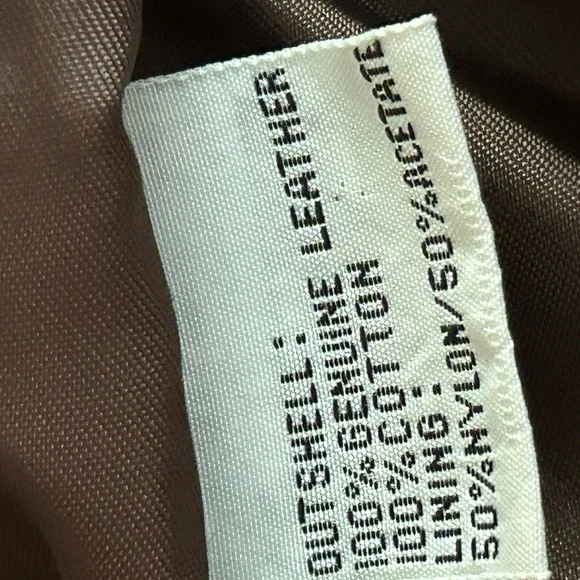 OUTSHELL:
100%GENUINE LEATHER
100%COTTON
LINING:
50%NYLON/50%ACETATE